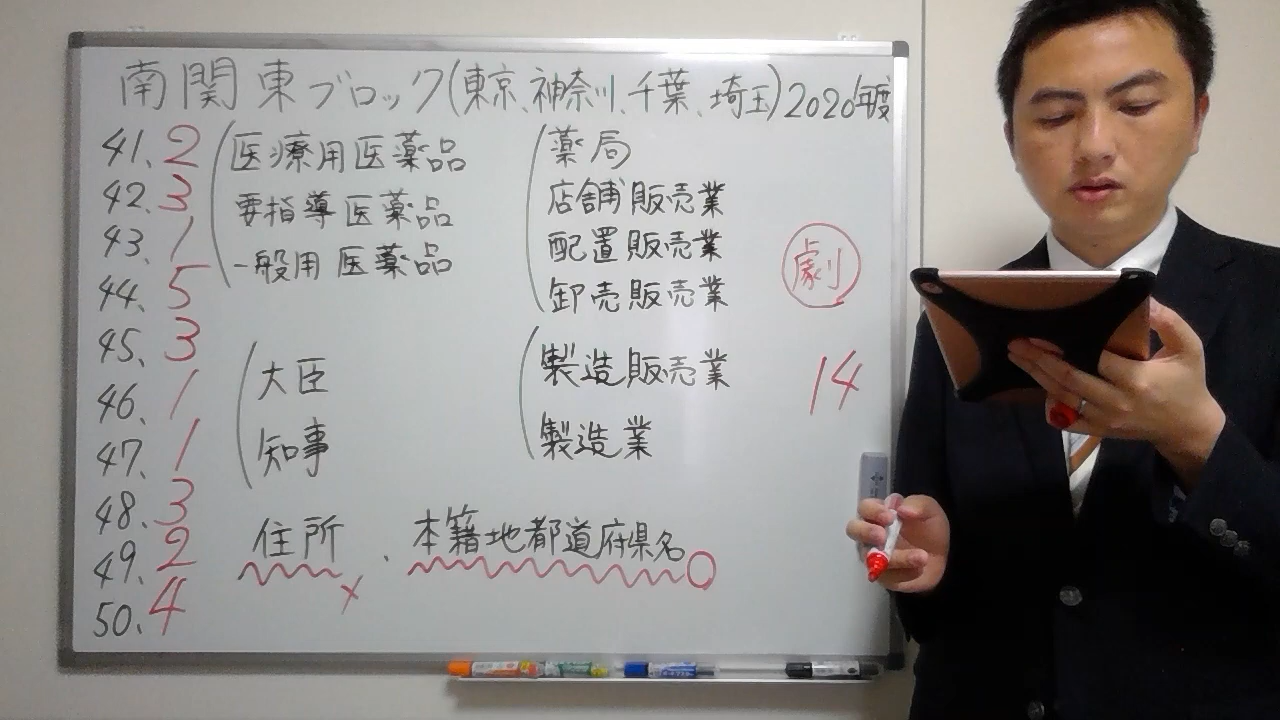 南関東ブロック(東京、神奈川、千葉、埼玉)2020年度
41、2
42、3
43、1
44、5
45、3
46、1
47、1
48、3
49、2
50、4
医療用医薬品
要指導医薬品
一般用医薬品
大臣
知事
薬局
店舗販売業
配置販売業
卸売販売業
製造販売業
製造業
劇
14
住所、本籍地都道府県名
×
○